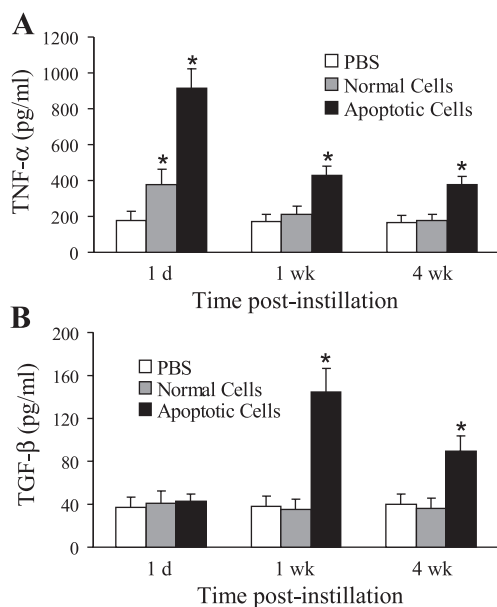 A
TNF-α (pg/ml)
1200
1000
800
600
400
200
0
PBS
Normal Cells
Apoptotic Cells
*
*
*
*
1 d
1 wk
4 wk
Time post-instillation
B
TGF-β (pg/ml)
200
160
120
80
40
0
PBS
Normal Cells
Apoptotic Cells
*
*
1 d
1 wk
4 wk
Time post-instillation